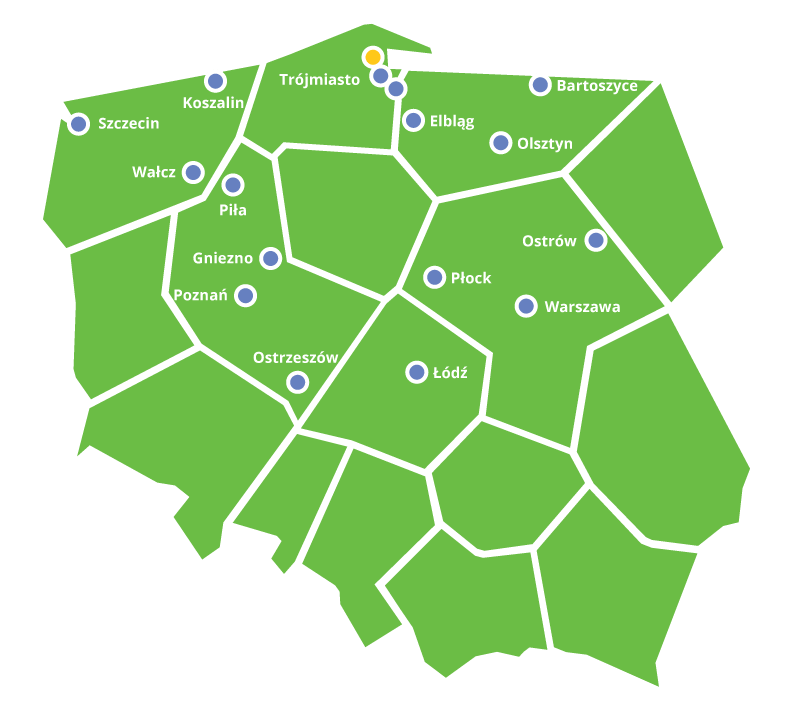 Trójmiasto
Bartoszyce
Koszalin
Szczecin
Elbląg
Olsztyn
Wałcz
Piła
Ostrów
Gniezno
Płock
Poznań
Warszawa
Ostrzeszów
Łódź